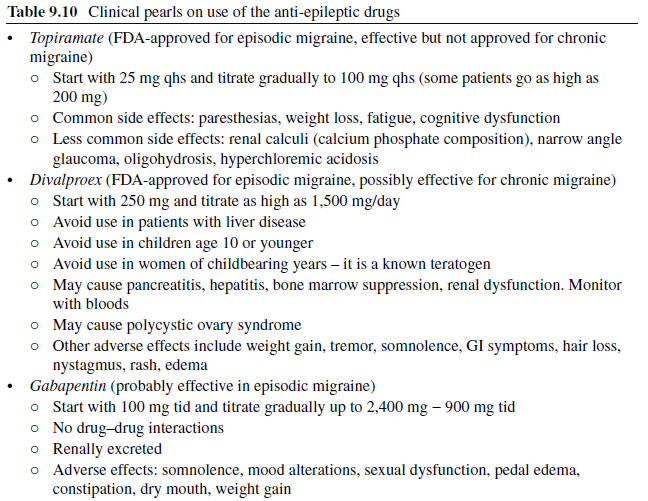 Table 9.10 Clinical pearls on use of the anti-epileptic drugs
• Topiramate (FDA-approved for episodic migraine, effective but not approved for chronic
migraine)
○ Start with 25 mg qhs and titrate gradually to 100 mg qhs (some patients go as high as
200 mg)
○ Common side effects: paresthesias, weight loss, fatigue, cognitive dysfunction
○ Less common side effects: renal calculi (calcium phosphate composition), narrow angle
glaucoma, oligohydrosis, hyperchloremic acidosis
• Divalproex (FDA-approved for episodic migraine, possibly effective for chronic migraine)
○ Start with 250 mg and titrate as high as 1,500 mg/day
○ Avoid use in patients with liver disease
○ Avoid use in children age 10 or younger
○ Avoid use in women of childbearing years – it is a known teratogen
○ May cause pancreatitis, hepatitis, bone marrow suppression, renal dysfunction. Monitor
with bloods
○ May cause polycystic ovary syndrome
○ Other adverse effects include weight gain, tremor, somnolence, GI symptoms, hair loss,
nystagmus, rash, edema
• Gabapentin (probably effective in episodic migraine)
○ Start with 100 mg tid and titrate gradually up to 2,400 mg – 900 mg tid
○ No drug–drug interactions
○ Renally excreted
○ Adverse effects: somnolence, mood alterations, sexual dysfunction, pedal edema,
constipation, dry mouth, weight gain